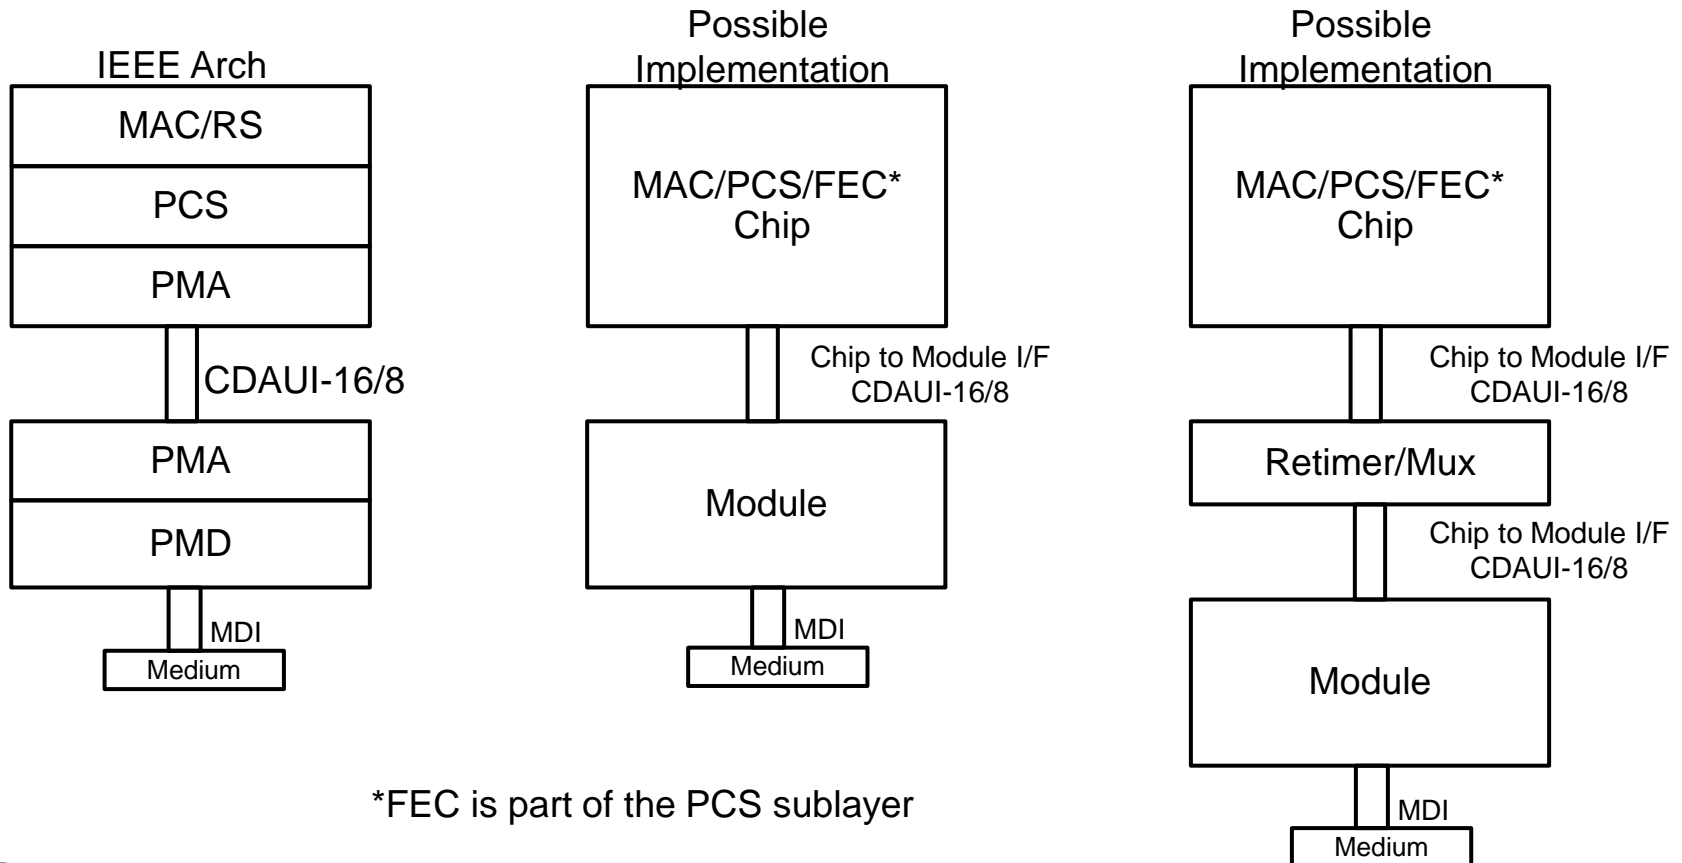 IEEE Arch
MAC/RS
PCS
PMA
CDAUI-16/8
PMA
PMD
MDI
Medium
Possible
Implementation
MAC/PCS/FEC*
Chip
Chip to Module I/F
CDAUI-16/8
Module
MDI
Medium
Possible
Implementation
MAC/PCS/FEC*
Chip
Chip to Module I/F
CDAUI-16/8
Retimer/Mux
Chip to Module I/F
CDAUI-16/8
Module
MDI
Medium
*FEC is part of the PCS sublayer